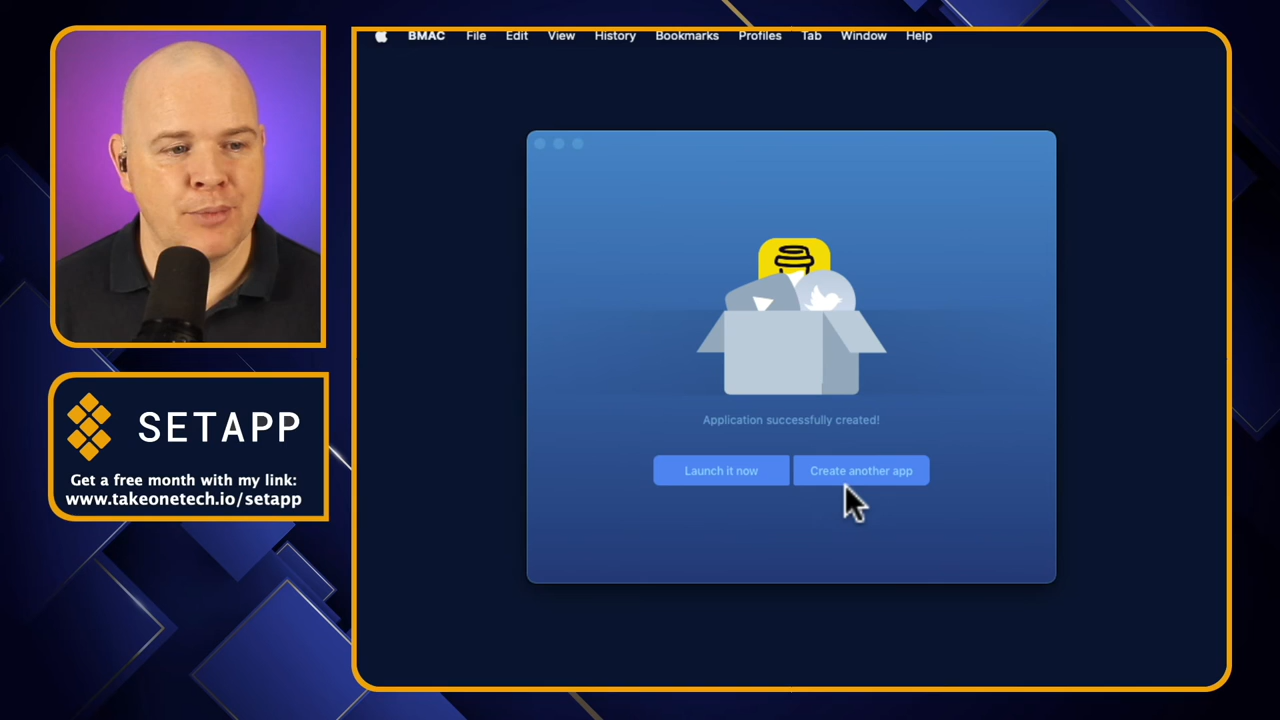 BMAC File Edit View History Bookmarks Profiles Tab Window Help
Application successfully created!
Launch it now Create another app
SETAPP
Get a free month with my link:
www.takeonetech.io/setapp